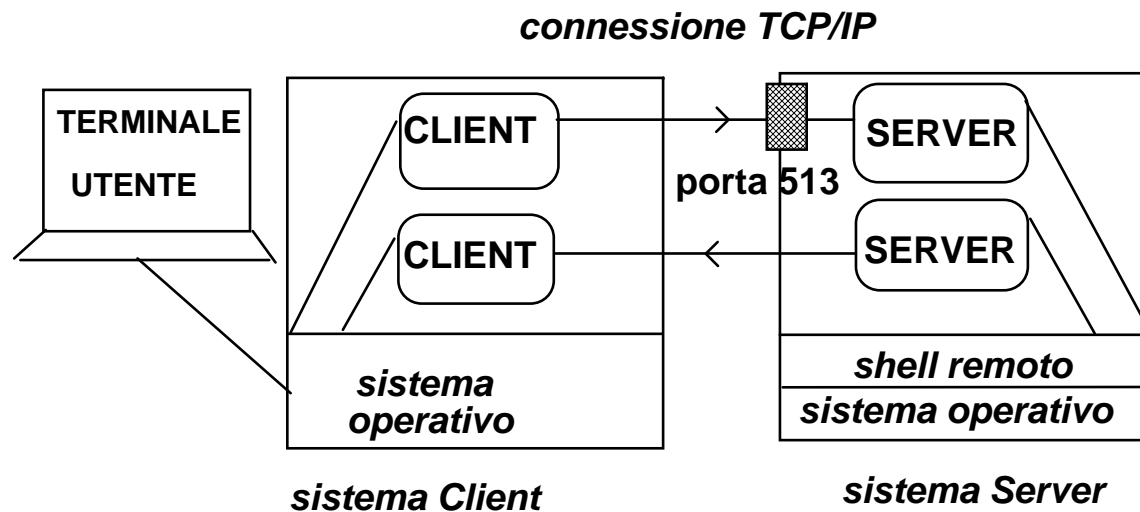 connessione TCP/IP
TERMINALE
UTENTE
CLIENT
SERVER
porta 513
CLIENT
SERVER
sistema
operativo
shell remoto
sistema operativo
sistema Client
sistema Server